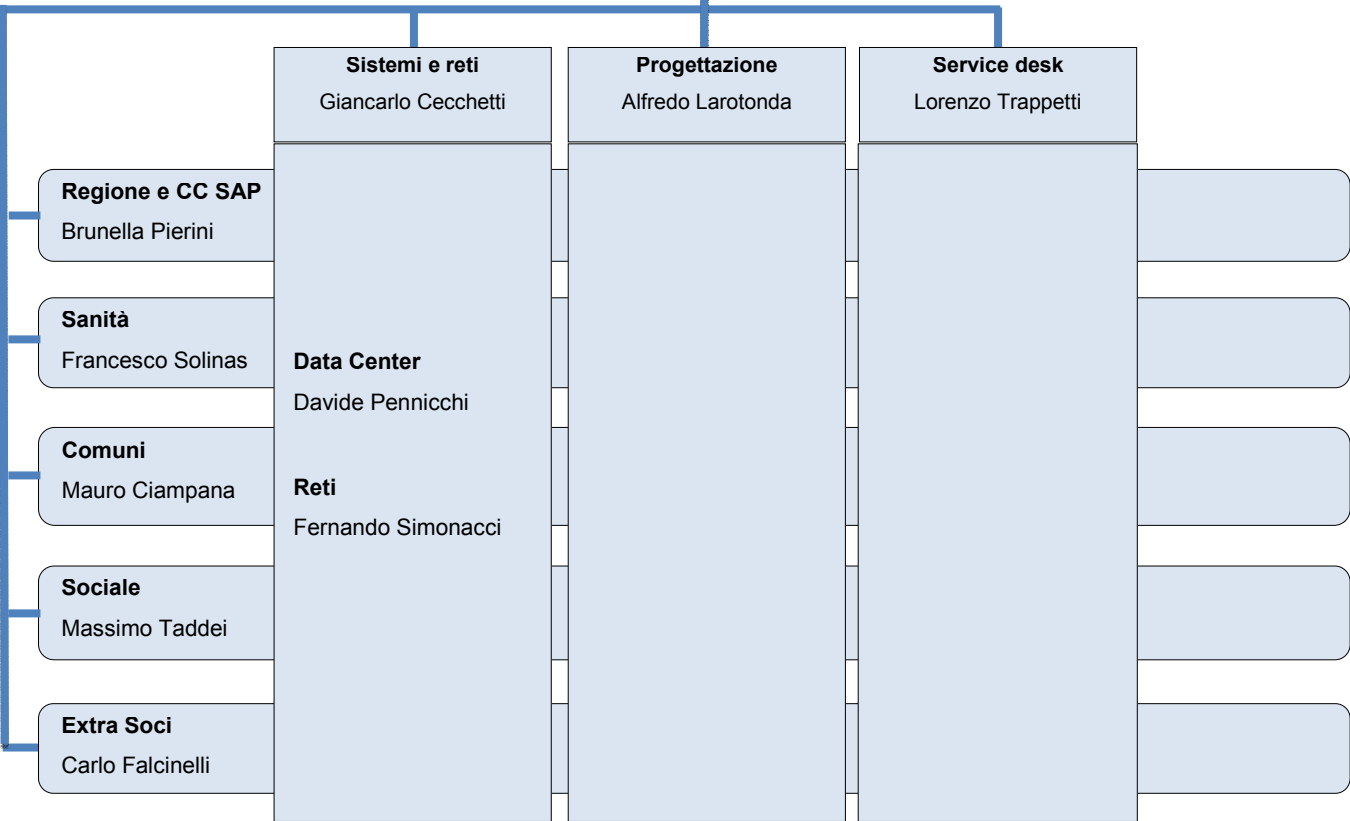 Sistemi e reti
Giancarlo Cecchetti
Progettazione
Alfredo Larotonda
Service desk
Lorenzo Trappetti
Regione e CC SAP
Brunella Pierini
Sanità
Francesco Solinas
Data Center
Davide Pennicchi
Comuni
Mauro Ciampana
Reti
Fernando Simonacci
Sociale
Massimo Taddei
Extra Soci
Carlo Falcinelli